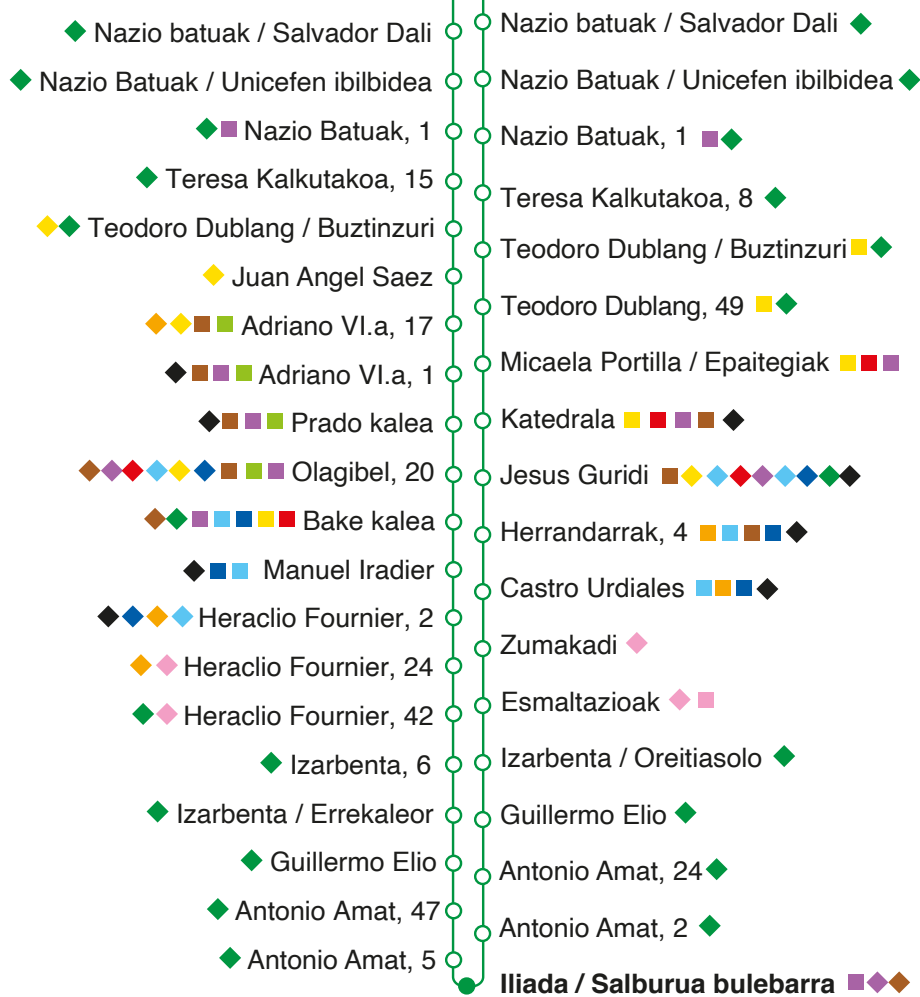 Nazio batuak / Salvador Dali
Nazio Batuak / Unicefen ibilbidea
Nazio Batuak, 1
Teresa Kalkutakoa, 15
Teodoro Dublang / Buztinzuri
Juan Angel Saez
Adriano VI.a, 17
Adriano VI.a, 1
Prado kalea
Olagibel, 20
Bake kalea
Manuel Iradier
Heraclio Fournier, 2
Heraclio Fournier, 24
Heraclio Fournier, 42
Izarbenta, 6
Izarbenta / Errekaleor
Guillermo Elio
Antonio Amat, 47
Antonio Amat, 5
Nazio batuak / Salvador Dali
Nazio Batuak / Unicefen ibilbidea
Nazio Batuak, 1
Teresa Kalkutakoa, 8
Teodoro Dublang / Buztinzuri
Teodoro Dublang, 49
Micaela Portilla / Epaitegiak
Katedrala
Jesus Guridi
Herrandarrak, 4
Castro Urdiales
Zumakadi
Esmaltazioak
Izarbenta / Oreitiasolo
Guillermo Elio
Antonio Amat, 24
Antonio Amat, 2
Iliada / Salburua bulebarra